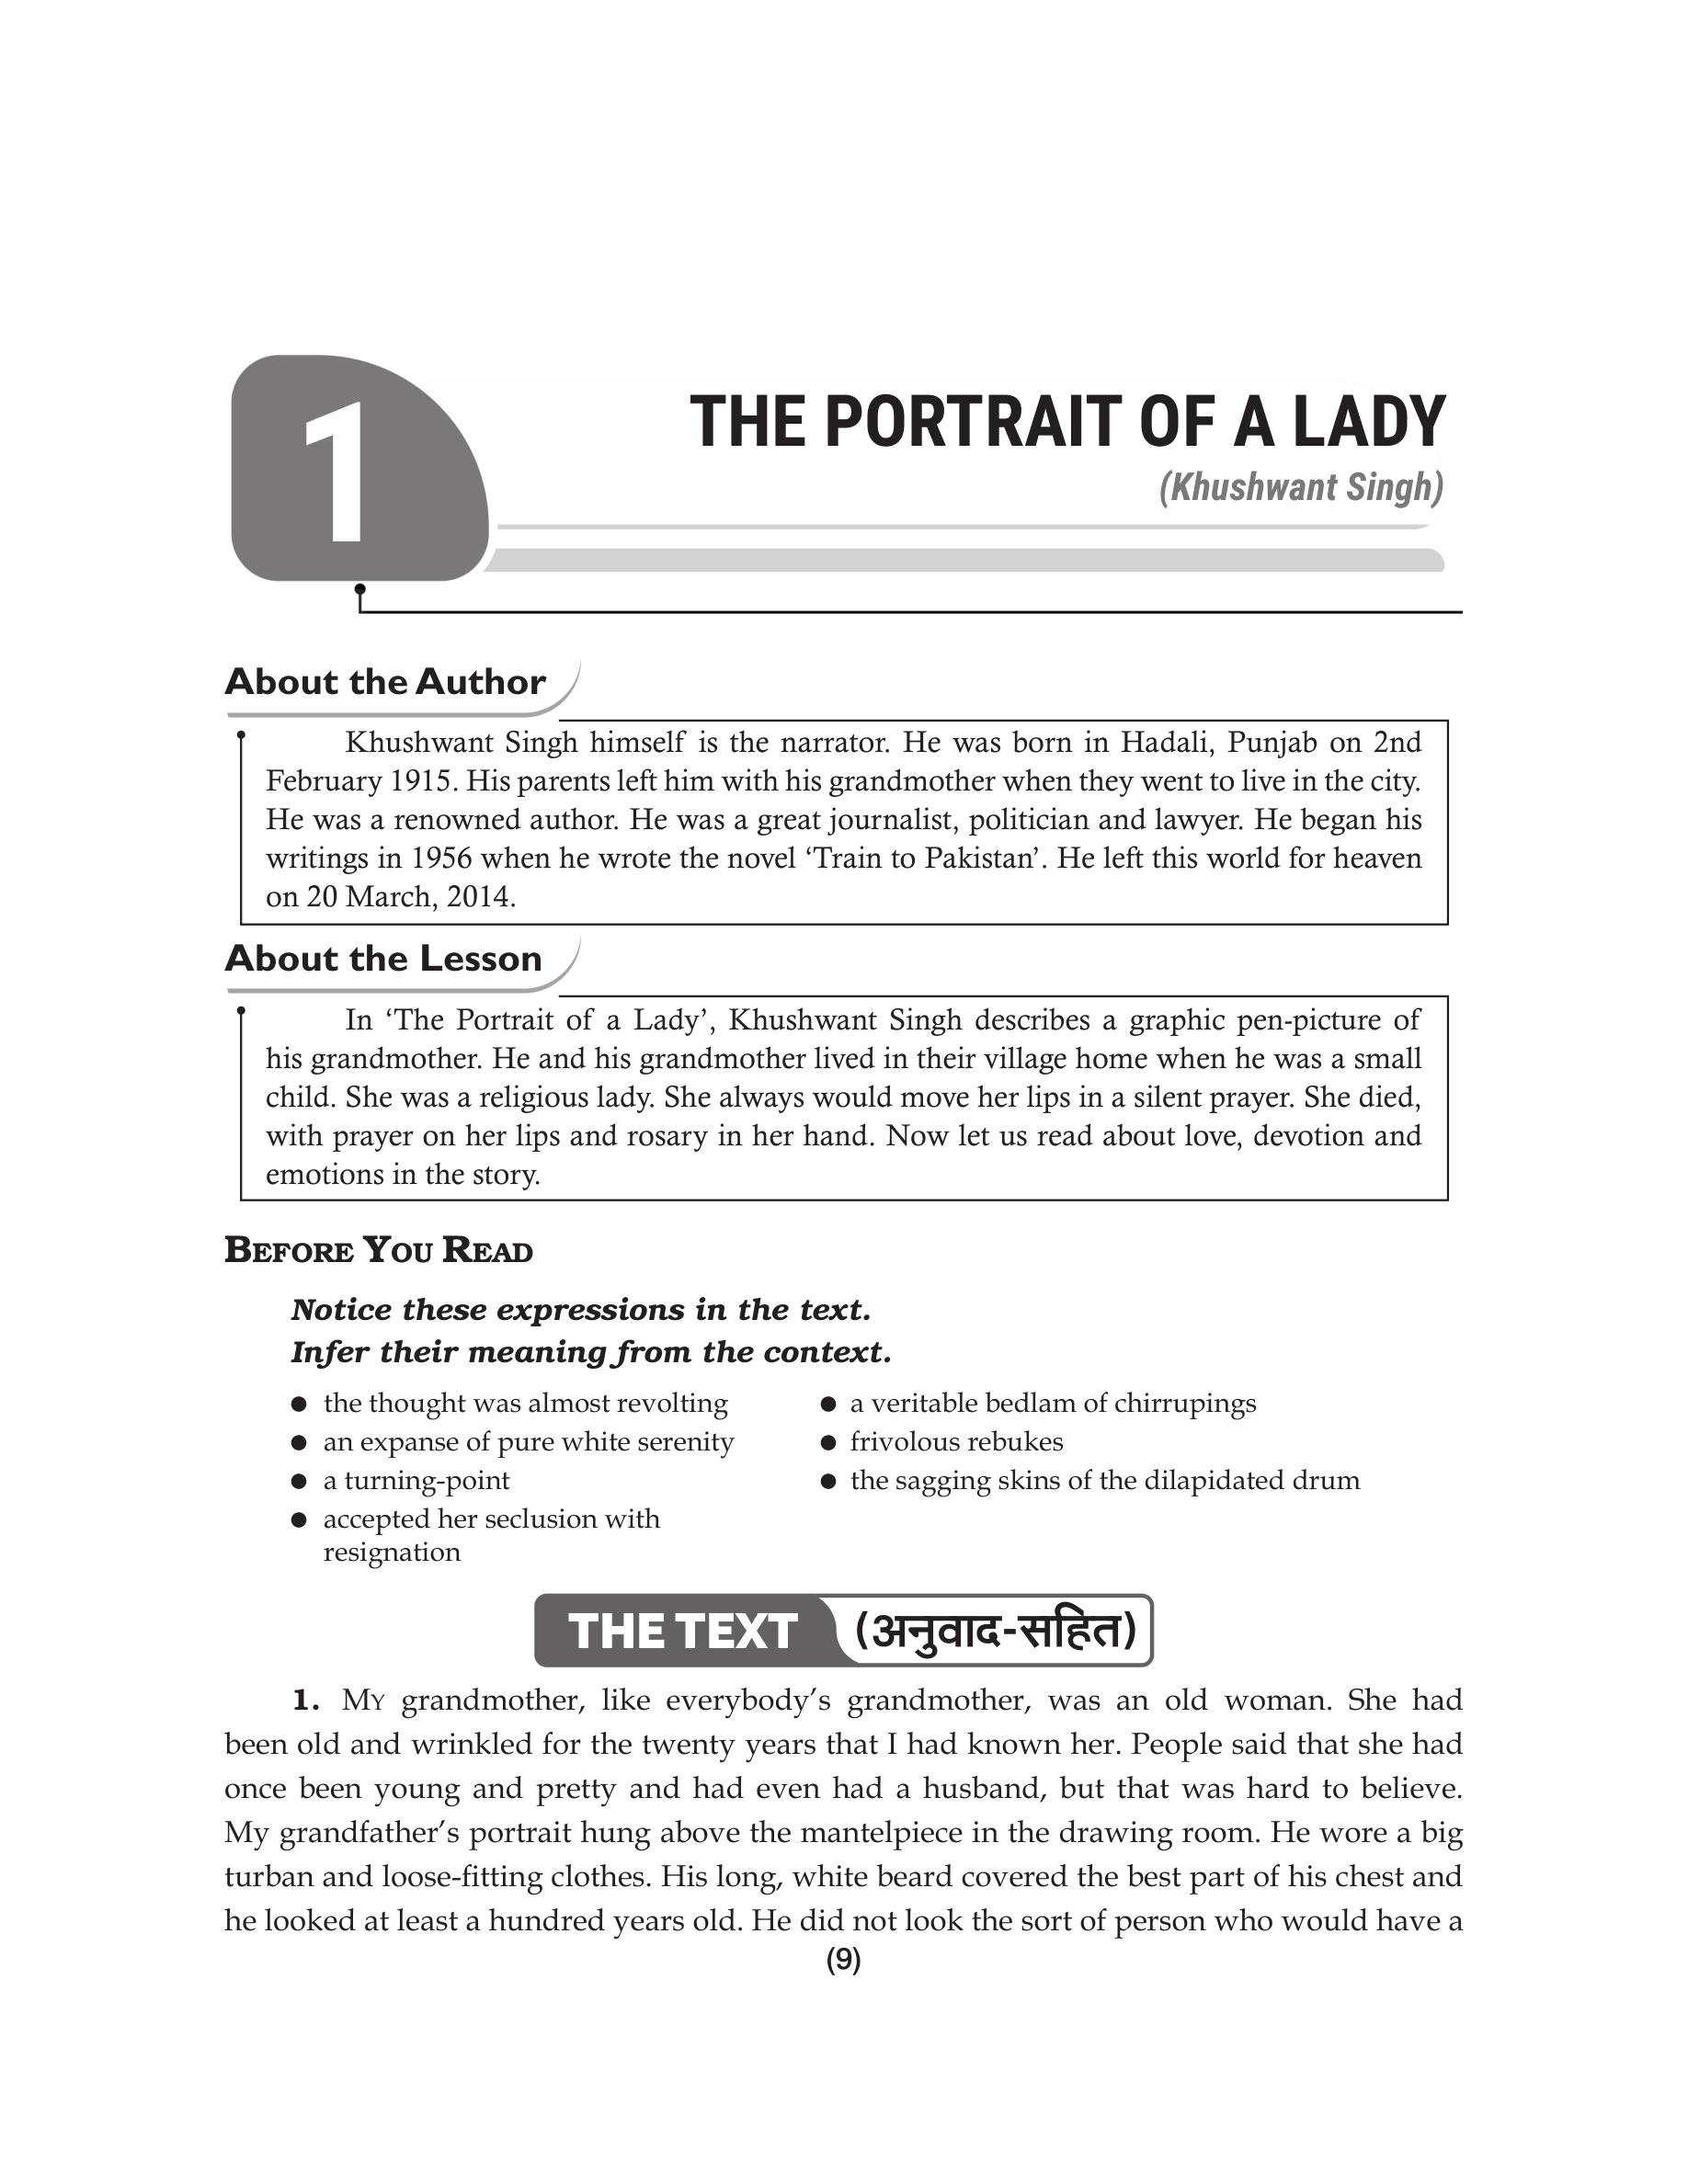 1
THE PORTRAIT OF A LADY
(Khushwant Singh)
About the Author
Khushwant Singh himself is the narrator. He was born in Hadali, Punjab on 2nd
February 1915. His parents left him with his grandmother when they went to live in the city.
He was a renowned author. He was a great journalist, politician and lawyer. He began his
writings in 1956 when he wrote the novel ‘Train to Pakistan’. He left this world for heaven
on 20 March, 2014.
About the Lesson
In ‘The Portrait of a Lady’, Khushwant Singh describes a graphic pen-picture of
his grandmother. He and his grandmother lived in their village home when he was a small
child. She was a religious lady. She always would move her lips in a silent prayer. She died,
with prayer on her lips and rosary in her hand. Now let us read about love, devotion and
emotions in the story.
BEFORE YOU READ
Notice these expressions in the text.
Infer their meaning from the context.
● the thought was almost revolting
● an expanse of pure white serenity
● a turning-point
● accepted her seclusion with
resignation
● a veritable bedlam of chirrupings
● frivolous rebukes
● the sagging skins of the dilapidated drum
THE TEXT (अनुवाद-सहित)
1. MY grandmother, like everybody’s grandmother, was an old woman. She had
been old and wrinkled for the twenty years that I had known her. People said that she had
once been young and pretty and had even had a husband, but that was hard to believe.
My grandfather’s portrait hung above the mantelpiece in the drawing room. He wore a big
turban and loose-fitting clothes. His long, white beard covered the best part of his chest and
he looked at least a hundred years old. He did not look the sort of person who would have a
(9)